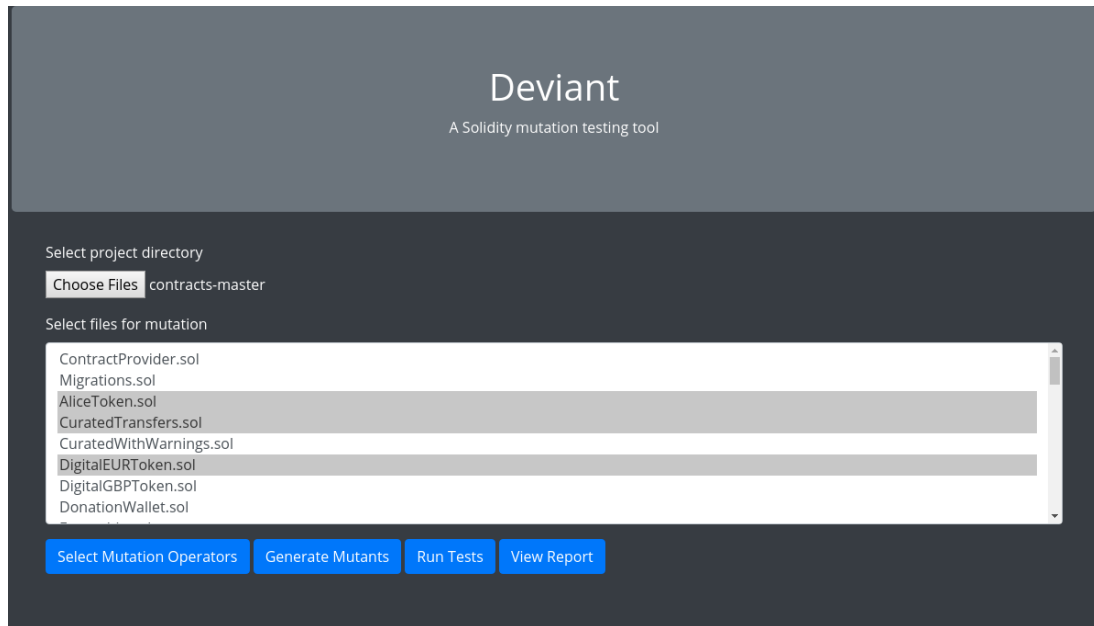 Deviant
A Solidity mutation testing tool
Select project directory
Choose Files contracts-master
Select files for mutation
ContractProvider.sol
Migrations.sol
AliceToken.sol
CuratedTransfers.sol
CuratedWithWarnings.sol
DigitalEURToken.sol
DigitalGBPToken.sol
DonationWallet.sol
Select Mutation Operators Generate Mutants Run Tests View Report